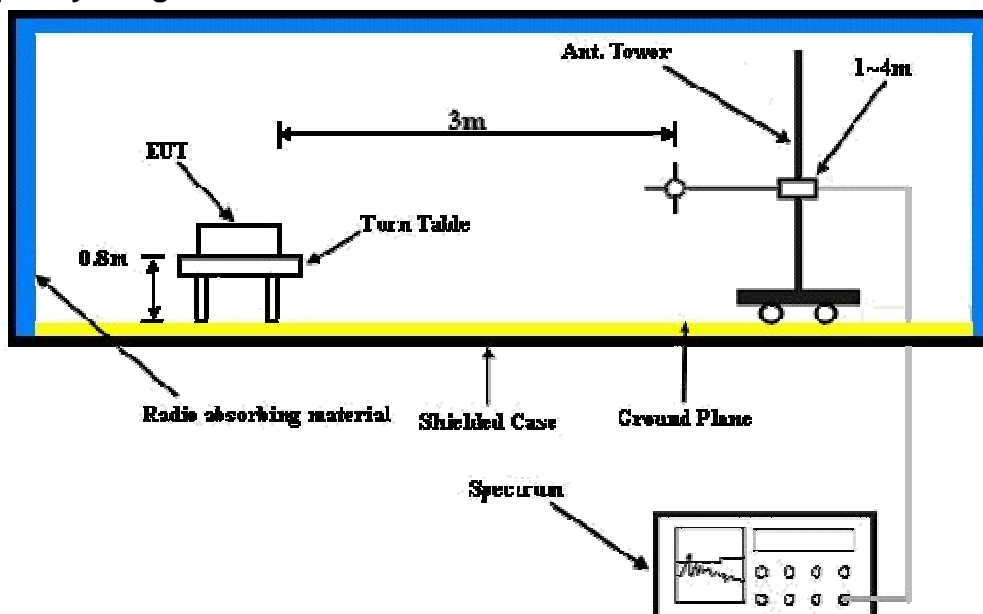 Ant. Tower
1~4m
3m
EUT
Turn Table
0.8m
Radio absorbing material
Shielded Case
Ground Plane
Spectrum